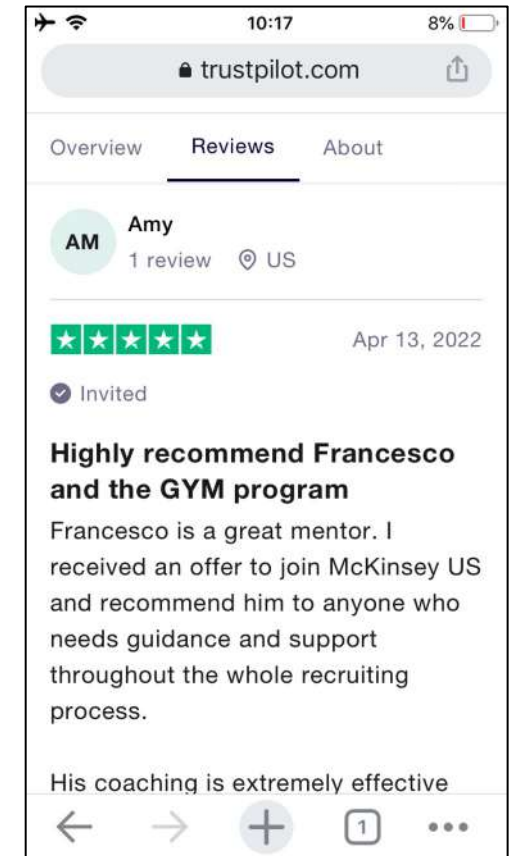 10:17
8%
trustpilot.com
Overview Reviews About
AM
Amy
1 review US
Apr 13, 2022
Invited
Highly recommend Francesco
and the GYM program
Francesco is a great mentor. I
received an offer to join McKinsey US
and recommend him to anyone who
needs guidance and support
throughout the whole recruiting
process.
His coaching is extremely effective
1